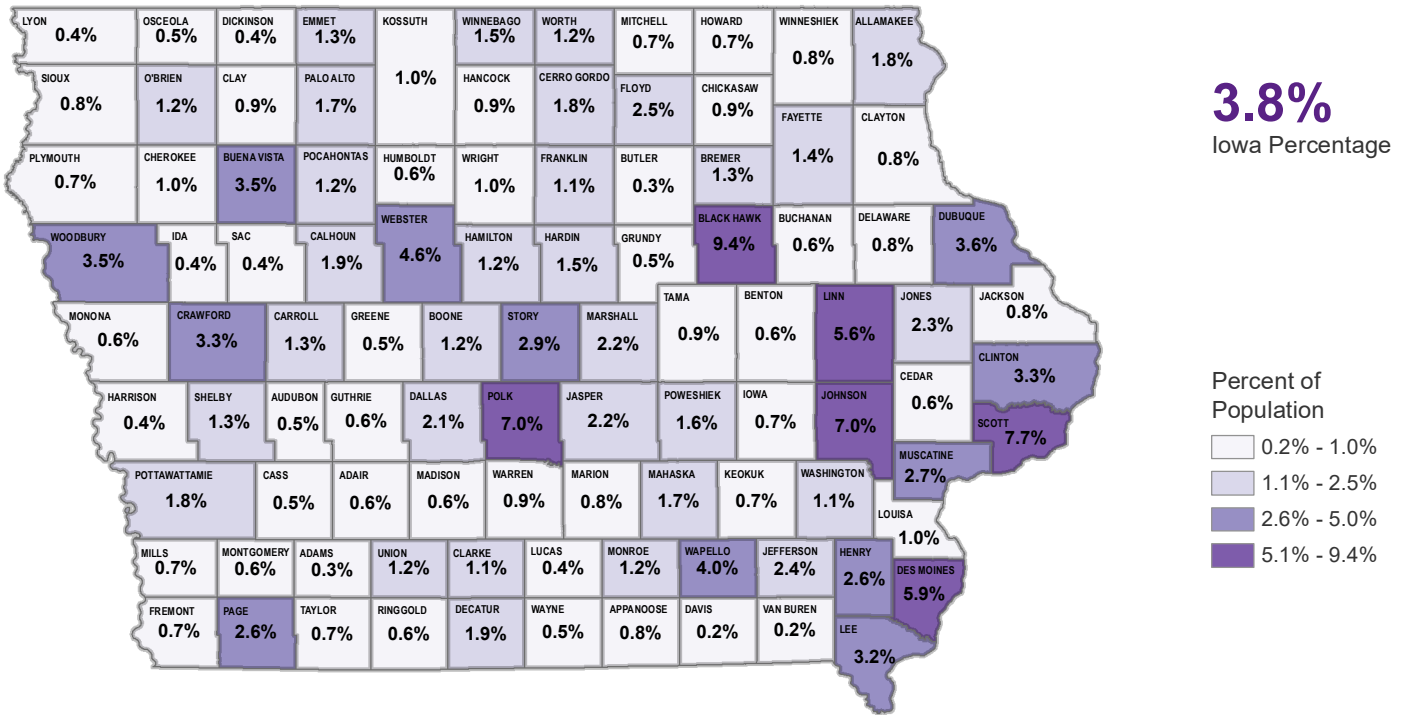 LYON
0.4%
OSCEOLA
0.5%
DICKINSON
0.4%
EMMET
1.3%
KOSSUTH
1.0%
WINNEBAGO
1.5%
WORTH
1.2%
MITCHELL
0.7%
HOWARD
0.7%
WINNESHIEK
0.8%
ALLAMAKEE
1.8%
SIOUX
0.8%
O'BRIEN
1.2%
CLAY
0.9%
PALO ALTO
1.7%
HANCOCK
0.9%
CERRO GORDO
1.8%
FLOYD
2.5%
CHICKASAW
0.9%
FAYETTE
1.4%
CLAYTON
0.8%
PLYMOUTH
0.7%
CHEROKEE
1.0%
BUENA VISTA
3.5%
POCAHONTAS
1.2%
HUMBOLDT
0.6%
WRIGHT
1.0%
FRANKLIN
1.1%
BUTLER
0.3%
BREMER
1.3%
WOODBURY
3.5%
IDA
0.4%
SAC
0.4%
CALHOUN
1.9%
WEBSTER
4.6%
HAMILTON
1.2%
HARDIN
1.5%
GRUNDY
0.5%
BLACK HAWK
9.4%
BUCHANAN
0.6%
DELAWARE
0.8%
DUBUQUE
3.6%
MONONA
0.6%
CRAWFORD
3.3%
CARROLL
1.3%
GREENE
0.5%
BOONE
1.2%
STORY
2.9%
MARSHALL
2.2%
TAMA
0.9%
BENTON
0.6%
LINN
5.6%
JONES
2.3%
JACKSON
0.8%
CLINTON
3.3%
HARRISON
0.4%
SHELBY
1.3%
AUDUBON
0.5%
GUTHRIE
0.6%
DALLAS
2.1%
POLK
7.0%
JASPER
2.2%
POWESHIEK
1.6%
IOWA
0.7%
JOHNSON
7.0%
CEDAR
0.6%
SCOTT
7.7%
MUSCATINE
2.7%
POTTAWATTAMIE
1.8%
CASS
0.5%
ADAIR
0.6%
MADISON
0.6%
WARREN
0.9%
MARION
0.8%
MAHASKA
1.7%
KEOKUK
0.7%
WASHINGTON
1.1%
LOUISA
1.0%
MILLS
0.7%
MONTGOMERY
0.6%
ADAMS
0.3%
UNION
1.2%
CLARKE
1.1%
LUCAS
0.4%
MONROE
1.2%
WAPELLO
4.0%
JEFFERSON
2.4%
HENRY
2.6%
DES MOINES
5.9%
FREMONT
0.7%
PAGE
2.6%
TAYLOR
0.7%
RINGGOLD
0.6%
DECATUR
1.9%
WAYNE
0.5%
APPANOOSE
0.8%
DAVIS
0.2%
VAN BUREN
0.2%
LEE
3.2%
3.8%
Iowa Percentage
Percent of
Population
0.2% - 1.0%
1.1% - 2.5%
2.6% - 5.0%
5.1% - 9.4%